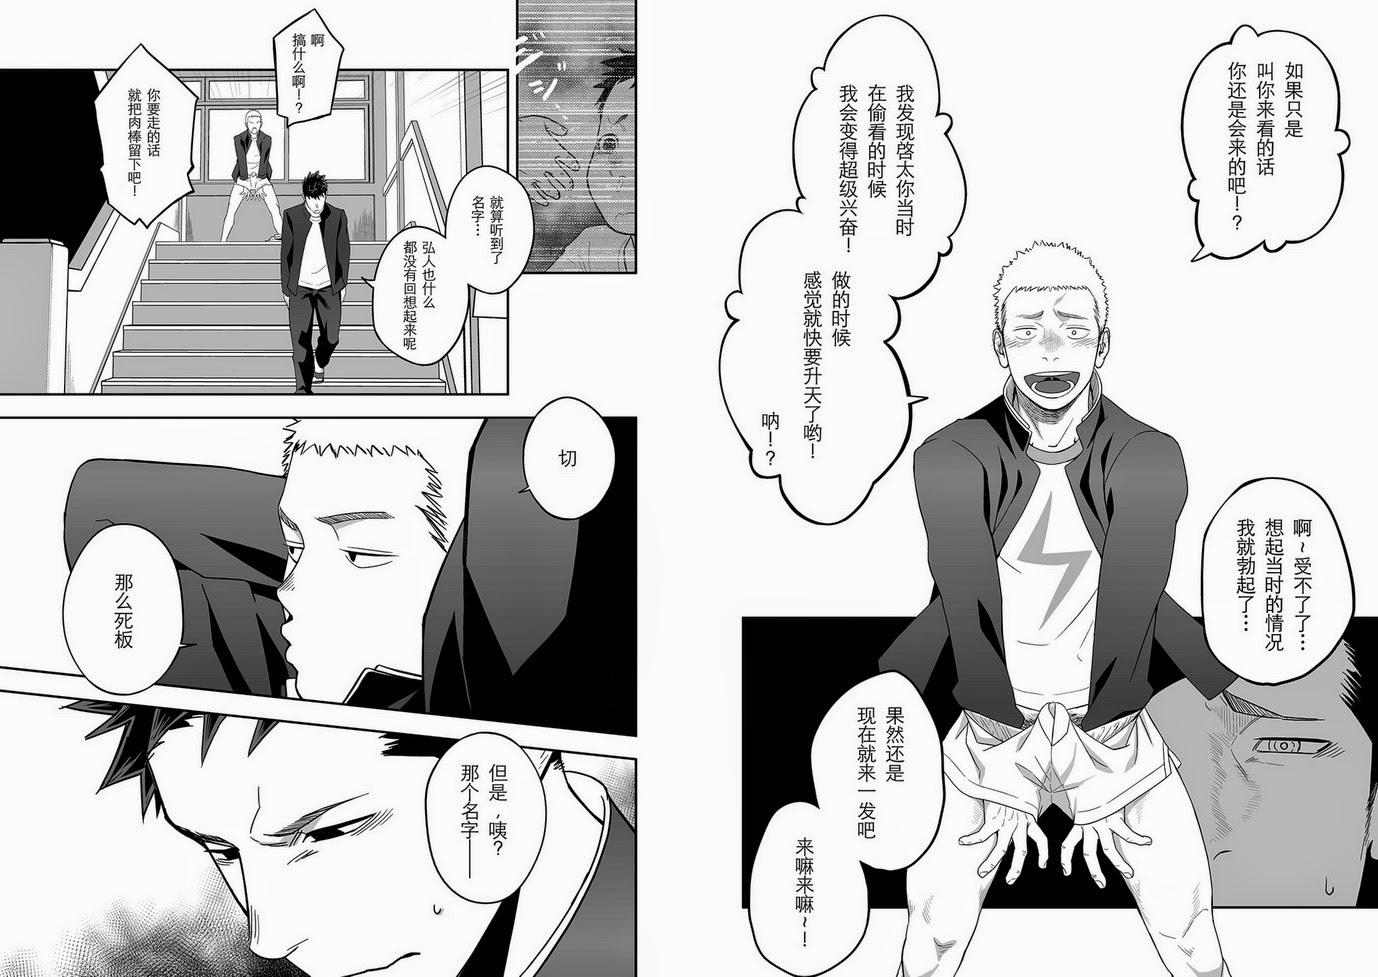 如果只是
叫你来看的话
你还是会来的吧!?
我发现啓太你当时
在偷看的时候
我会变得超级兴奋!
做的时候
感觉就快要升天了哟!
呐!?
啊~受不了了…
想起当时的情况
我就勃起了…
果然还是
现在就来一发吧
来嘛来嘛~!
就算听到了
名字…
弘人也什么
都没有回想起来呢
啊
搞什么啊!?
你要走的话
就把肉棒留下吧!
切
那么死板
但是,咦?
那个名字——